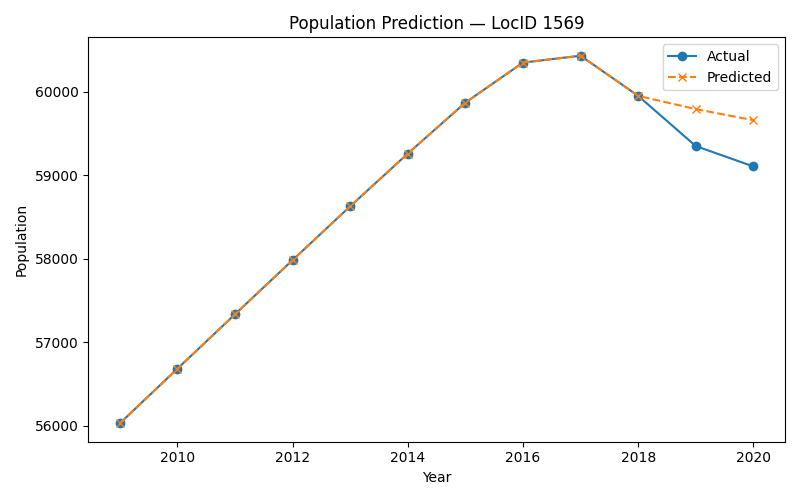 Population Prediction — LocID 1569
Actual
Predicted
60000
59000
58000
57000
56000
Population
2010
2012
2014
2016
2018
2020
Year